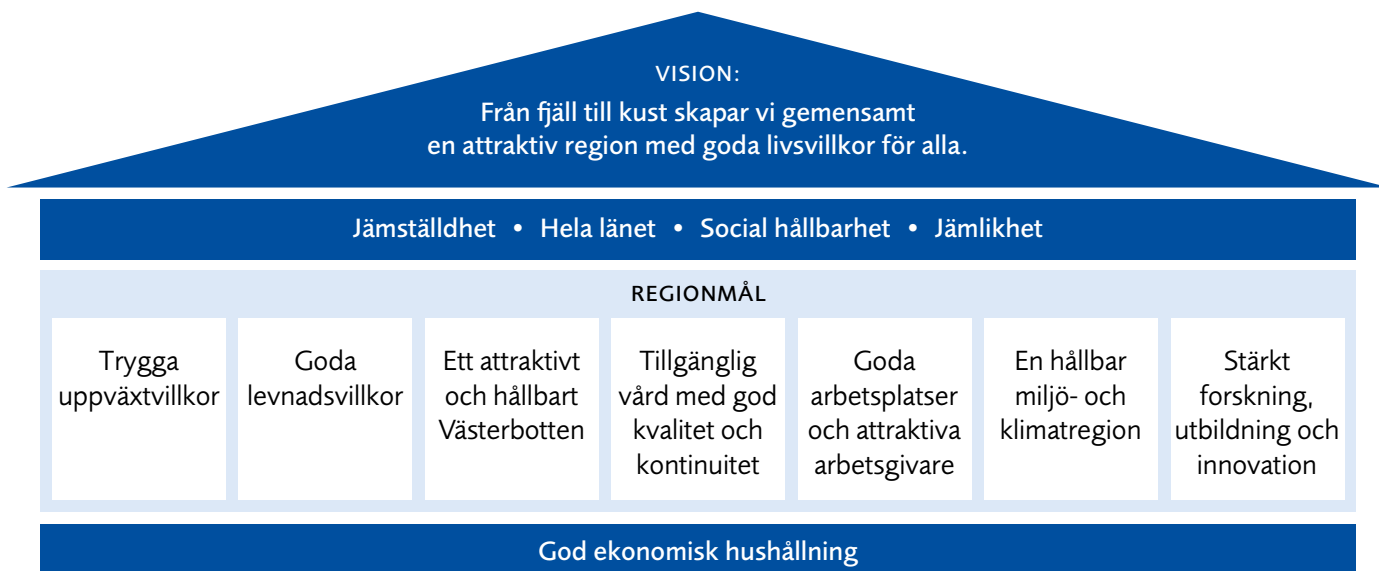 VISION:
Från fjäll till kust skapar vi gemensamt
en attraktiv region med goda livsvillkor för alla.
Jämställdhet • Hela länet • Social hållbarhet • Jämlikhet
REGIONMÅL
Trygga
uppväxtvillkor
Goda
levnadsvillkor
Ett attraktivt
och hållbart
Västerbotten
Tillgänglig
vård med god
kvalitet och
kontinuitet
Goda
arbetsplatser
och attraktiva
arbetsgivare
En hållbar
miljö- och
klimatregion
Stärkt
forskning,
utbildning och
innovation
God ekonomisk hushållning